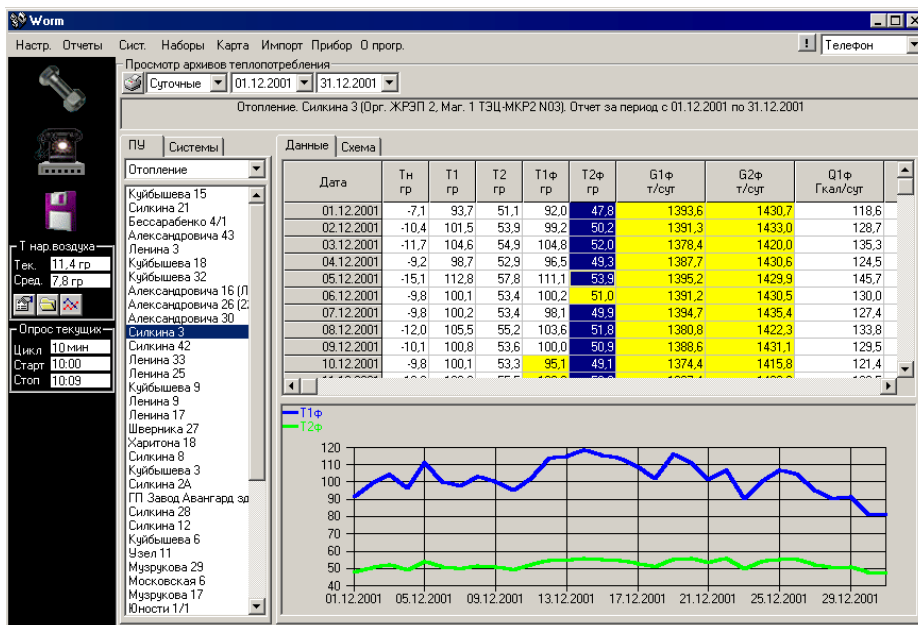 Worm
Настр. Отчеты Сист. Наборы Карта Импорт Прибор О прогр. ! Телефон
Просмотр архивов теплопотребления
Суточные 01.12.2001 31.12.2001
Отопление. Силкина 3 (Орг. ЖРЭП 2, Маг. 1 ТЭЦ-МКР2 N03). Отчет за период с 01.12.2001 по 31.12.2001
Т нар.воздуха
Тек. 11,4 гр
Сред. 7,8 гр
Опрос текущих
Цикл 10 мин
Старт 10:00
Стоп 10:09
ПУ Системы
Отопление
Куйбышева 15
Силкина 21
Бессарабенко 4/1
Александровича 43
Ленина 3
Куйбышева 18
Куйбышева 32
Александровича 16 (Л
Александровича 26 (2
Александровича 30
Силкина 3
Силкина 42
Ленина 33
Ленина 25
Куйбышева 9
Ленина 9
Ленина 17
Шверника 27
Харитона 18
Силкина 8
Куйбышева 3
Силкина 2А
ГП Завод Авангард зд
Силкина 28
Силкина 12
Куйбышева 6
Узел 11
Музрукова 29
Московская 6
Музрукова 17
Юности 1/1
Данные Схема
Дата Тн гр Т1 гр Т2 гр Т1ф гр Т2ф гр G1ф т/сут G2ф т/сут Q1ф Гкал/сут
01.12.2001 -7,1 93,7 51,1 92,0 47,8 1393,6 1430,7 118,6
02.12.2001 -10,4 101,5 53,9 99,2 50,2 1391,3 1433,0 128,7
03.12.2001 -11,7 104,6 54,9 104,8 52,0 1378,4 1420,0 135,3
04.12.2001 -9,2 98,7 52,9 96,5 49,3 1387,7 1430,6 124,5
05.12.2001 -15,1 112,8 57,8 111,1 53,9 1395,2 1429,9 145,7
06.12.2001 -9,8 100,1 53,4 100,2 51,0 1391,2 1430,5 130,0
07.12.2001 -9,8 100,2 53,4 98,1 49,9 1394,7 1435,4 127,4
08.12.2001 -12,0 105,5 55,2 103,6 51,8 1380,8 1422,3 133,8
09.12.2001 -10,1 100,8 53,6 100,0 50,9 1388,6 1431,1 129,5
10.12.2001 -9,8 100,1 53,3 95,1 49,1 1374,4 1415,8 121,4
Т1ф
Т2ф
120
110
100
90
80
70
60
50
40
01.12.2001 05.12.2001 09.12.2001 13.12.2001 17.12.2001 21.12.2001 25.12.2001 29.12.2001